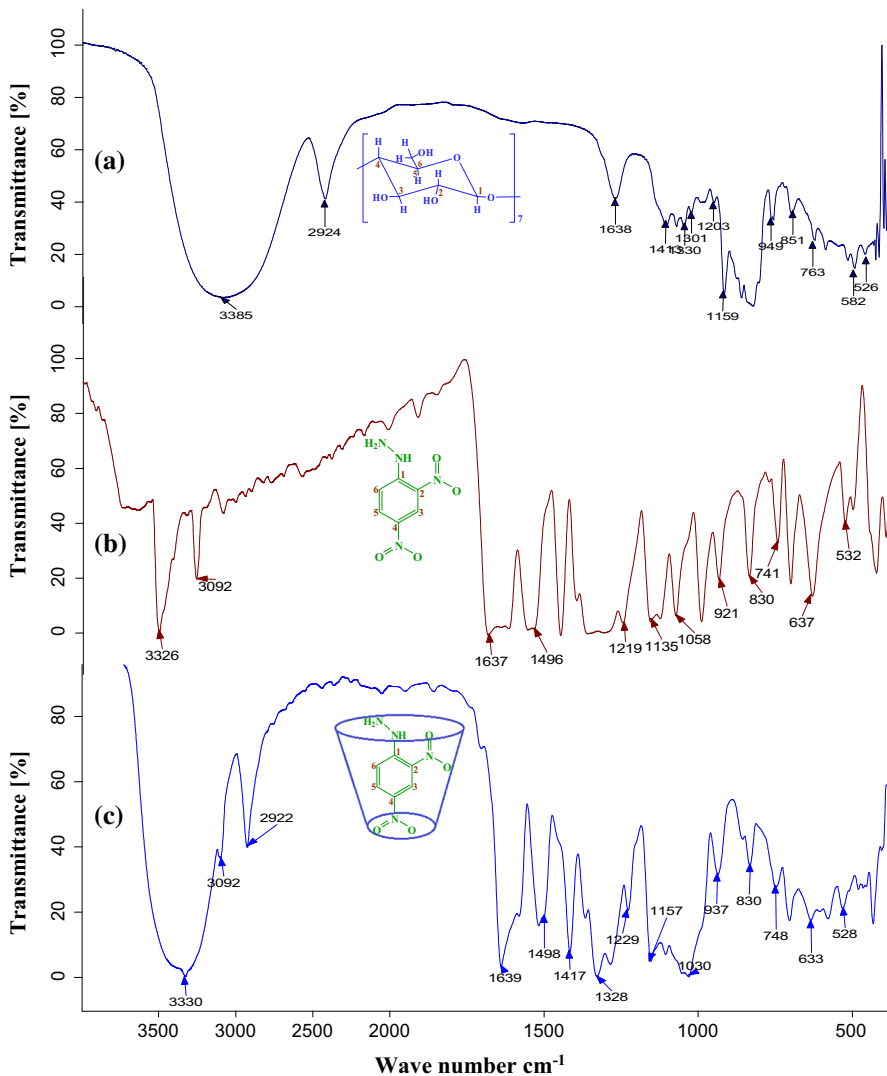 Transmittance [%]
100
80
60
40
20
0
(a)
3385
2924
1638
1413
1330
1301
1203
1159
949
851
763
582
526
H
H
OH
H
6
O
4
5
H
H
HO
3
HO
2
1
H
H
O
7
Transmittance [%]
100
80
60
40
20
0
(b)
3326
3092
1637
1496
1219
1135
1058
921
830
741
637
532
H₂N
NH
O
1
N
O
6
2
5
3
4
N
O
O
Transmittance [%]
80
60
40
20
0
(c)
3330
3092
2922
1639
1498
1417
1328
1229
1157
1030
937
830
748
633
528
H₂N
NH
O
1
N
O
6
2
5
3
4
N
O
O
3500 3000 2500 2000 1500 1000 500
Wave number cm⁻¹